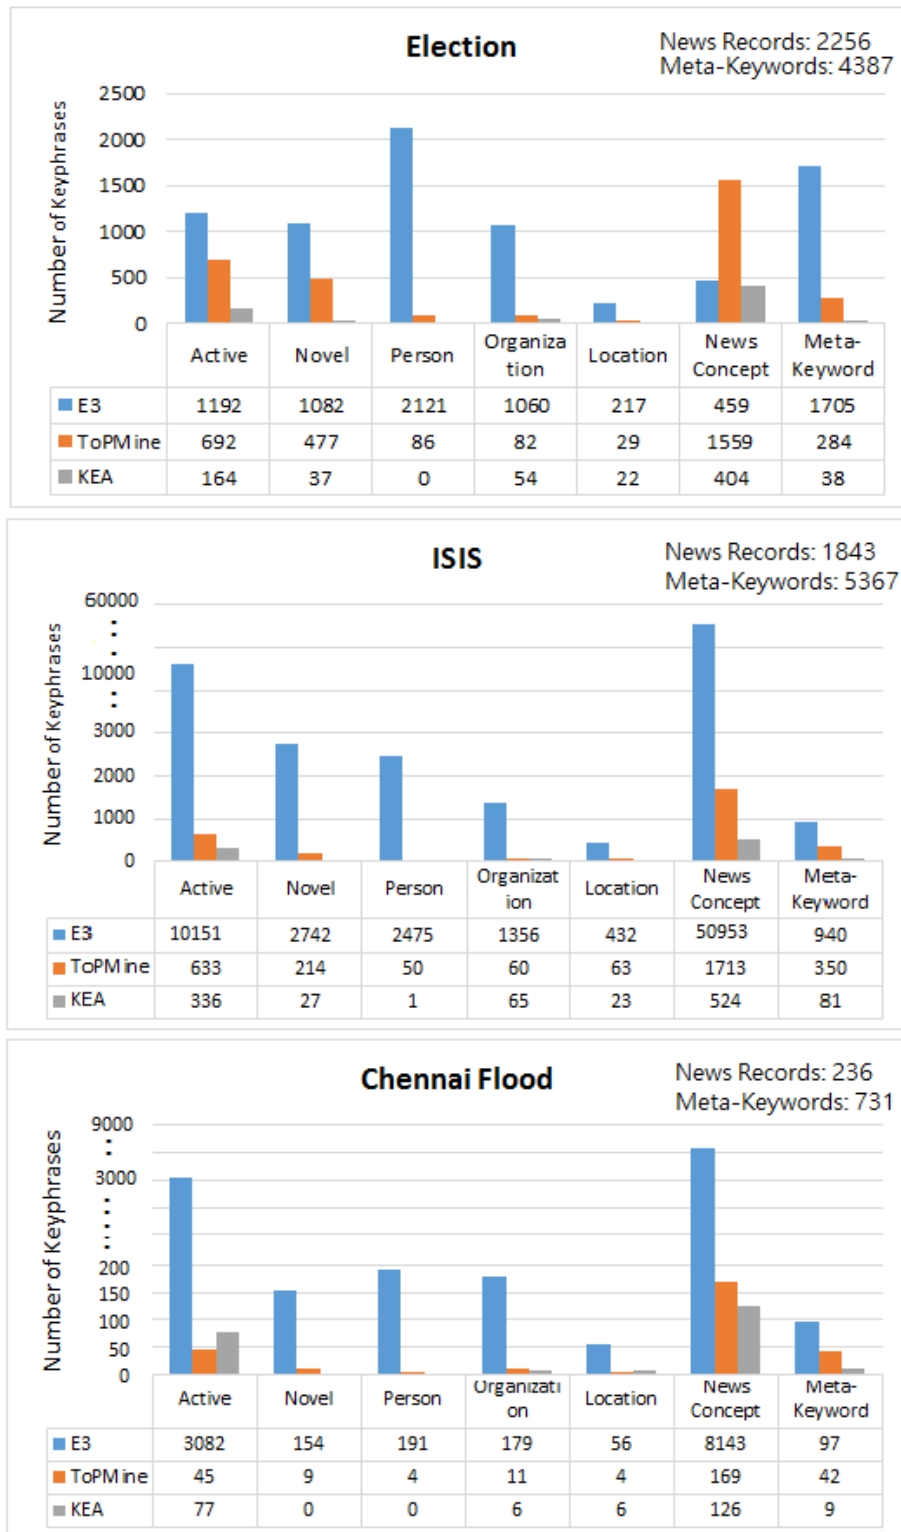 Election
News Records: 2256
Meta-Keywords: 4387
Number of Keyphrases
2500
2000
1500
1000
500
0
Active Novel Person Organiza tion Location News Concept Meta-Keyword
E3 1192 1082 2121 1060 217 459 1705
ToPMine 692 477 86 82 29 1559 284
KEA 164 37 0 54 22 404 38
ISIS
News Records: 1843
Meta-Keywords: 5367
Number of Keyphrases
60000
10000
3000
2000
1000
0
Active Novel Person Organizat ion Location News Concept Meta-Keyword
E3 10151 2742 2475 1356 432 50953 940
ToPMine 633 214 50 60 63 1713 350
KEA 336 27 1 65 23 524 81
Chennai Flood
News Records: 236
Meta-Keywords: 731
Number of Keyphrases
9000
3000
200
150
100
50
0
Active Novel Person Organizati on Location News Concept Meta-Keyword
E3 3082 154 191 179 56 8143 97
ToPMine 45 9 4 11 4 169 42
KEA 77 0 0 6 6 126 9